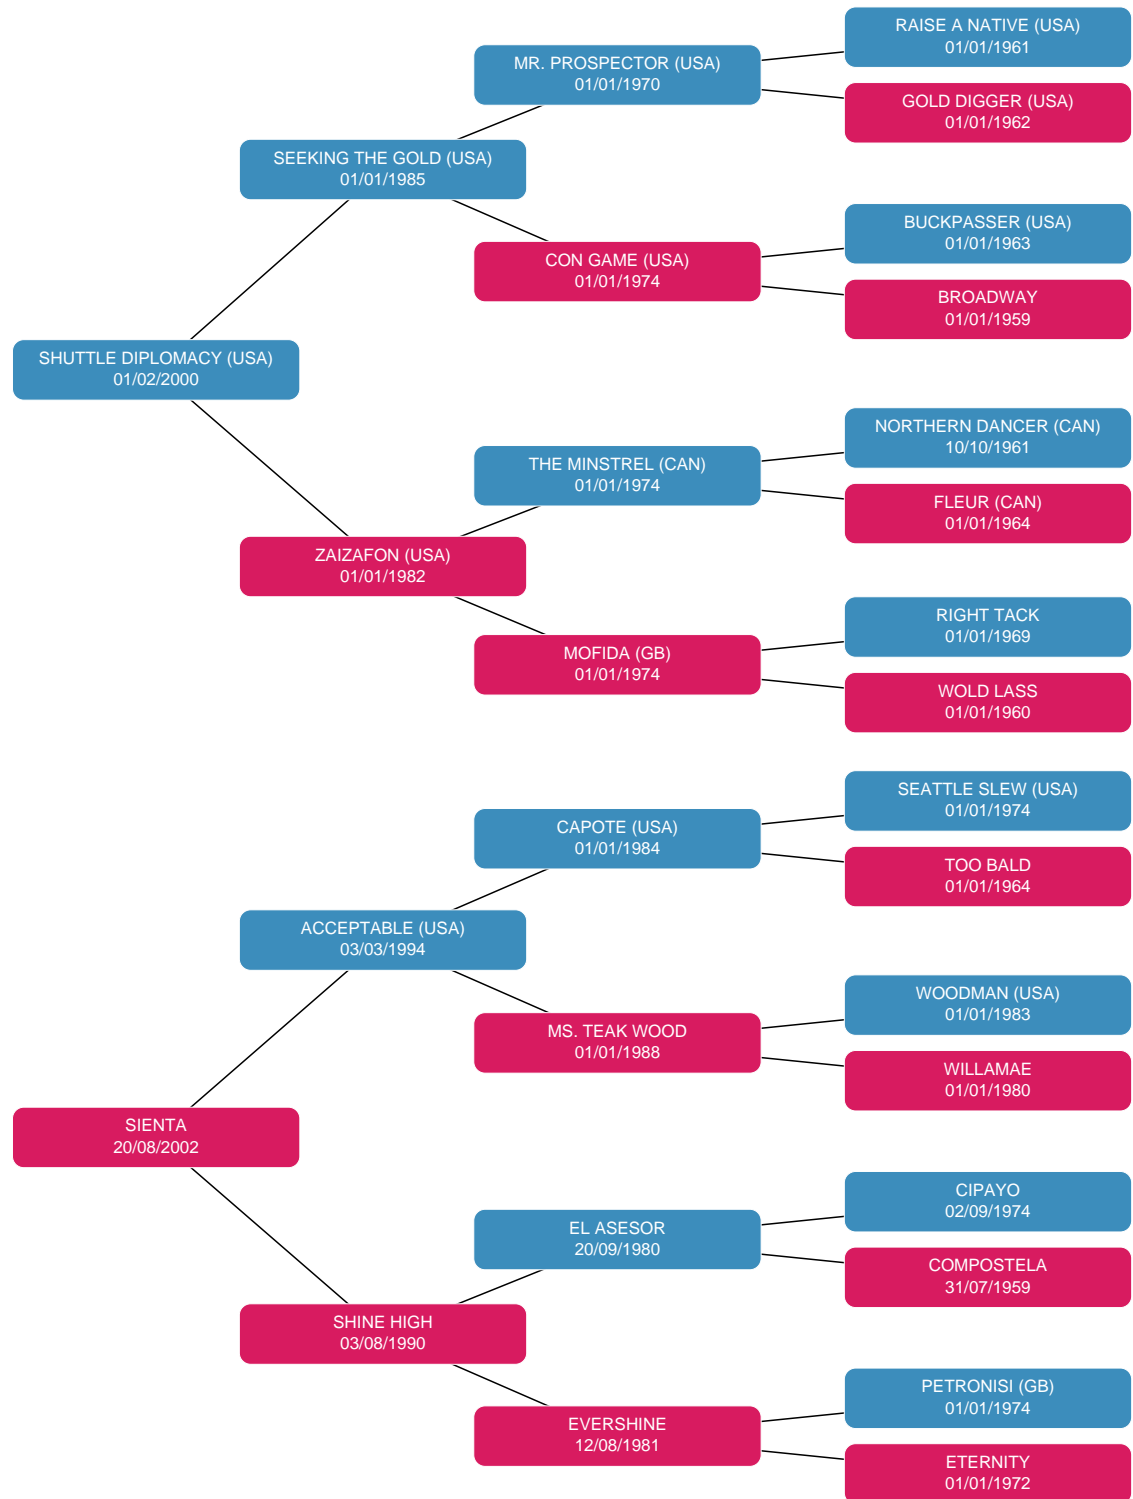 RAISE A NATIVE (USA)
01/01/1961
MR. PROSPECTOR (USA)
01/01/1970
GOLD DIGGER (USA)
01/01/1962
SEEKING THE GOLD (USA)
01/01/1985
BUCKPASSER (USA)
01/01/1963
CON GAME (USA)
01/01/1974
BROADWAY
01/01/1959
SHUTTLE DIPLOMACY (USA)
01/02/2000
NORTHERN DANCER (CAN)
10/10/1961
THE MINSTREL (CAN)
01/01/1974
FLEUR (CAN)
01/01/1964
ZAIZAFON (USA)
01/01/1982
RIGHT TACK
01/01/1969
MOFIDA (GB)
01/01/1974
WOLD LASS
01/01/1960
SEATTLE SLEW (USA)
01/01/1974
CAPOTE (USA)
01/01/1984
TOO BALD
01/01/1964
ACCEPTABLE (USA)
03/03/1994
WOODMAN (USA)
01/01/1983
MS. TEAK WOOD
01/01/1988
WILLAMAE
01/01/1980
SIENTA
20/08/2002
CIPAYO
02/09/1974
EL ASESOR
20/09/1980
COMPOSTELA
31/07/1959
SHINE HIGH
03/08/1990
PETRONISI (GB)
01/01/1974
EVERSHINE
12/08/1981
ETERNITY
01/01/1972